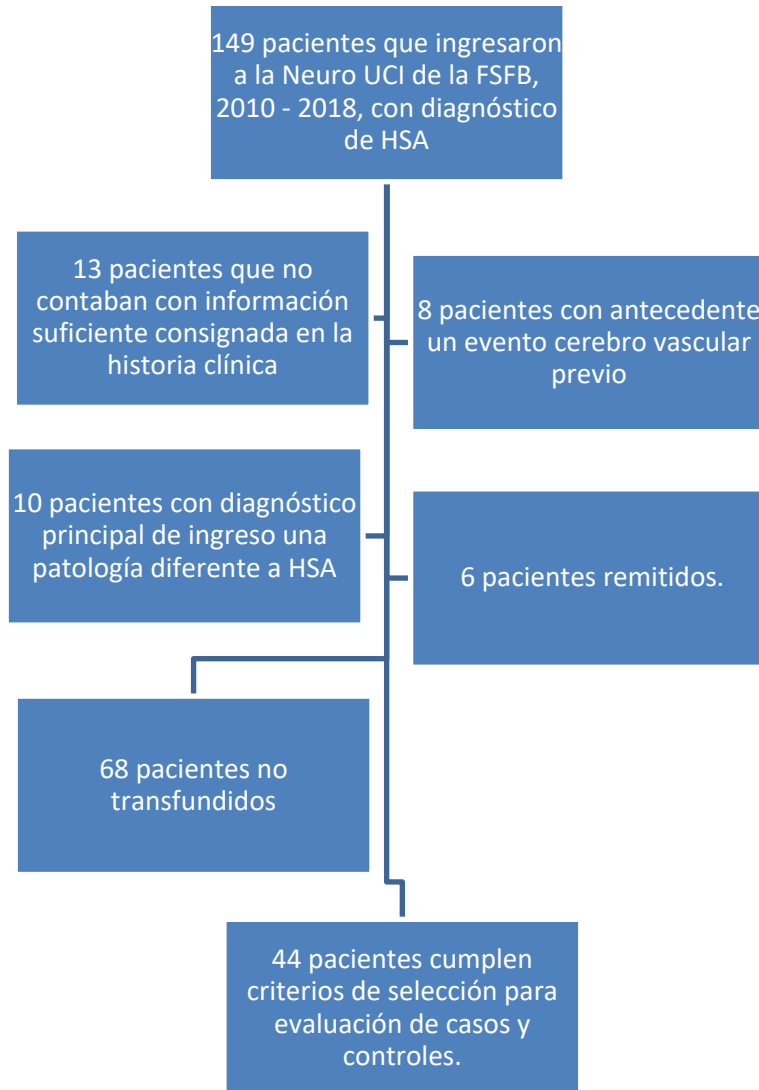 149 pacientes que ingresaron
a la Neuro UCI de la FSFB,
2010 - 2018, con diagnóstico
de HSA
13 pacientes que no
contaban con información
suficiente consignada en la
historia clínica
8 pacientes con antecedente
un evento cerebro vascular
previo
10 pacientes con diagnóstico
principal de ingreso una
patología diferente a HSA
6 pacientes remitidos.
68 pacientes no
transfundidos
44 pacientes cumplen
criterios de selección para
evaluación de casos y
controles.